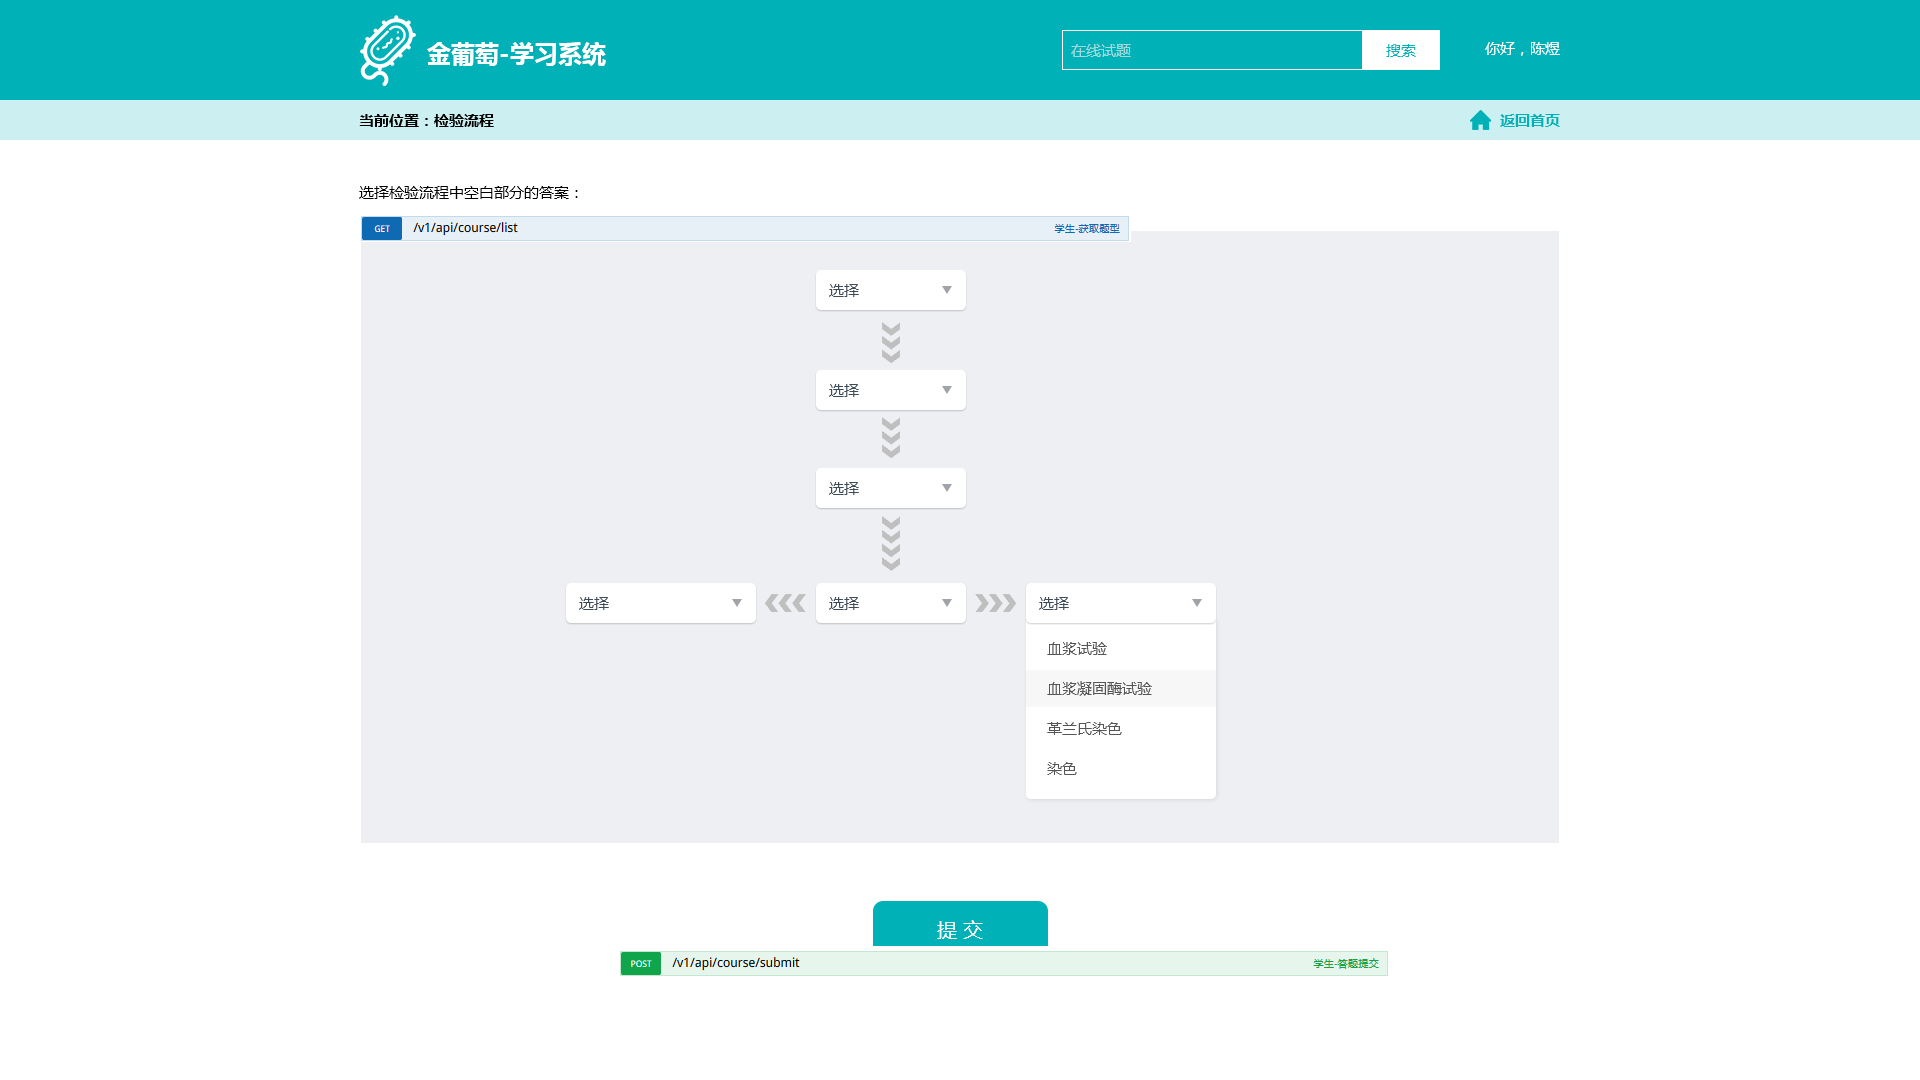 金葡萄-学习系统
在线试题
搜索
你好，陈煜
当前位置：检验流程
返回首页
选择检验流程中空白部分的答案：
GET /v1/api/course/list 学生-获取题型
选择
选择
选择
选择 选择 选择
血浆试验
血浆凝固酶试验
革兰氏染色
染色
提 交
POST /v1/api/course/submit 学生-答题提交